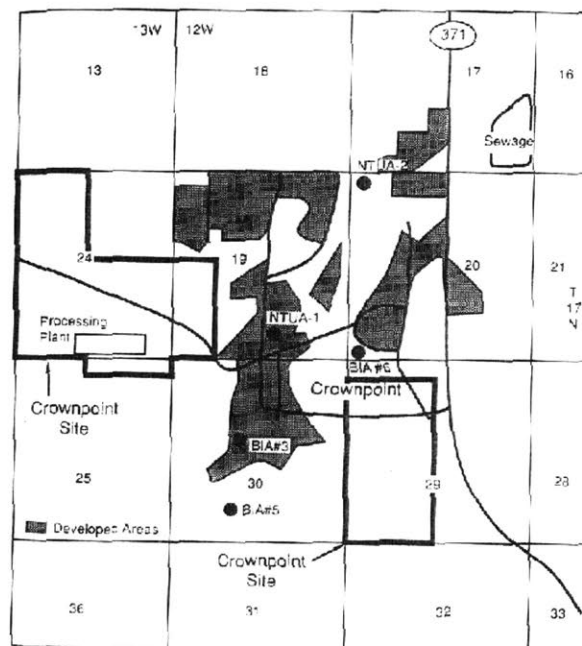 13W 12W
371
13
18
17
16
Sewage
NTUA-2
24
19
20
21
T
17
N
Processing
Plant
NTUA-1
BIA #6
Crownpoint
Crownpoint
Site
BIA#3
25
30
29
28
BIA#5
Developed Areas
Crownpoint
Site
36
31
32
33